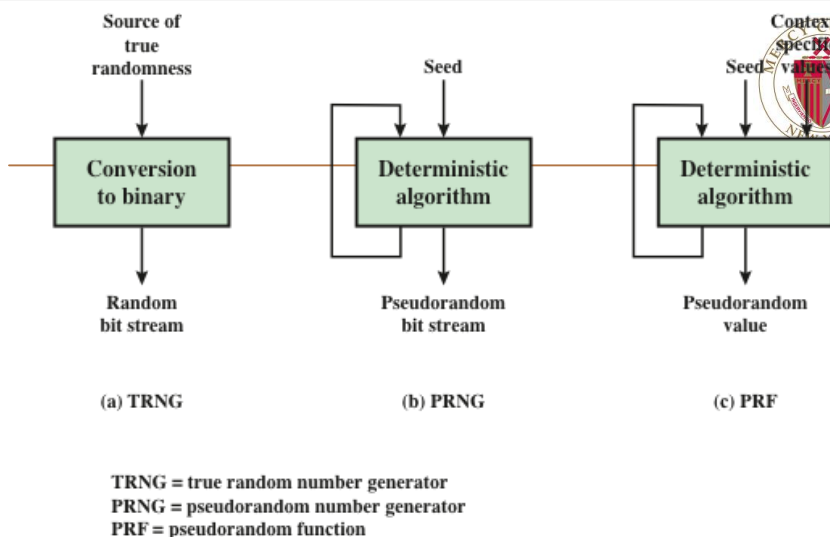 Source of
true
randomness
Conversion
to binary
Random
bit stream
(a) TRNG
Seed
Deterministic
algorithm
Pseudorandom
bit stream
(b) PRNG
Seed
values
Deterministic
algorithm
Pseudorandom
value
(c) PRF
TRNG = true random number generator
PRNG = pseudorandom number generator
PRF = pseudorandom function